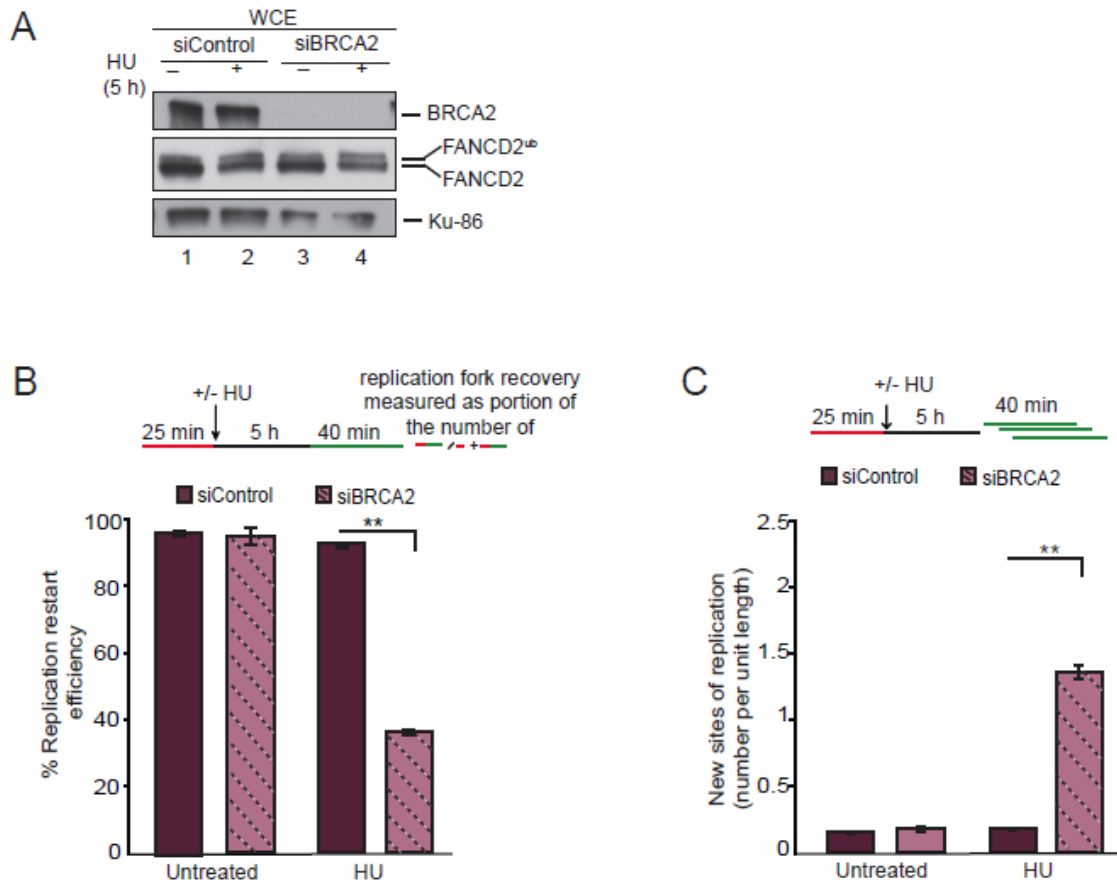 A
WCE
siControl siBRCA2
HU
(5 h)
– + – +
BRCA2
FANCD2ub
FANCD2
Ku-86
1 2 3 4
B
+/- HU
25 min 5 h 40 min
replication fork recovery
measured as portion of
the number of
/ +
siControl siBRCA2
**
% Replication restart
efficiency
100
80
60
40
20
0
Untreated HU
C
+/- HU
25 min 5 h 40 min
siControl siBRCA2
**
New sites of replication
(number per unit length)
2.5
2
1.5
1
0.5
0
Untreated HU